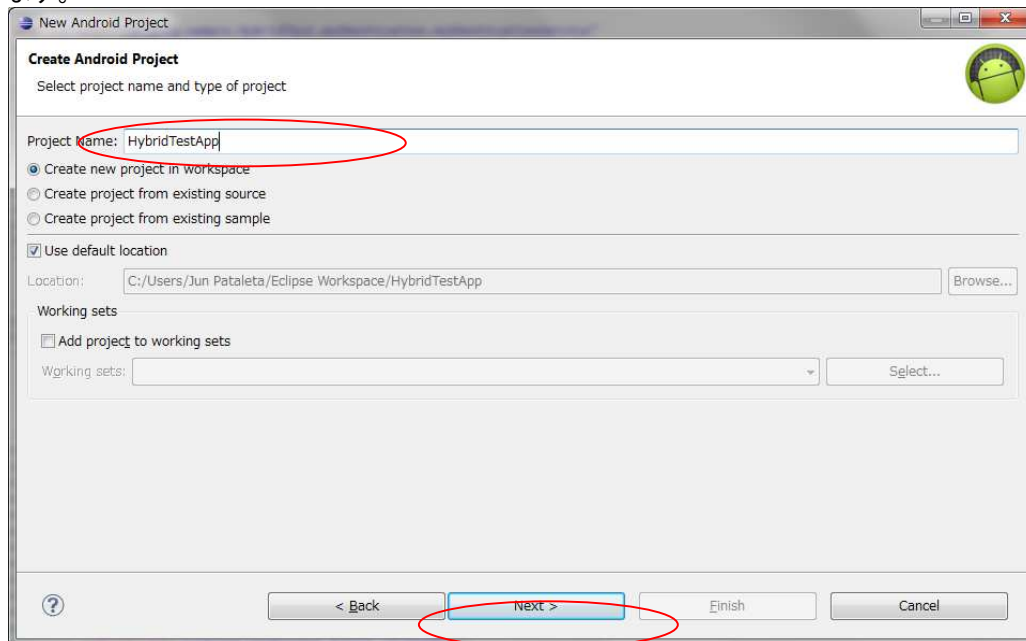 New Android Project
Create Android Project
Select project name and type of project
Project Name: HybridTestApp
Create new project in workspace
Create project from existing source
Create project from existing sample
Use default location
Location: C:/Users/Jun Pataleta/Eclipse Workspace/HybridTestApp Browse...
Working sets
Add project to working sets
Working sets: Select...
< Back Next > Finish Cancel